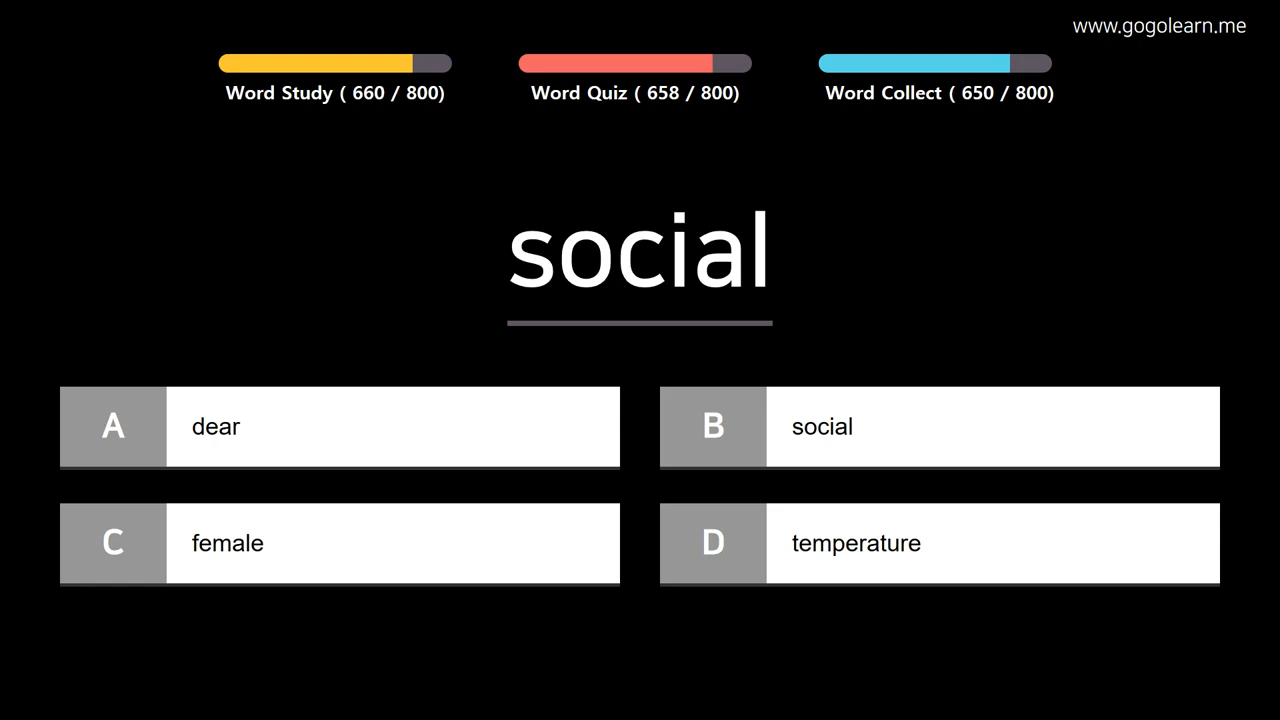 www.gogolearn.me
Word Study ( 660 / 800)
Word Quiz ( 658 / 800)
Word Collect ( 650 / 800)
social
A dear
B social
C female
D temperature